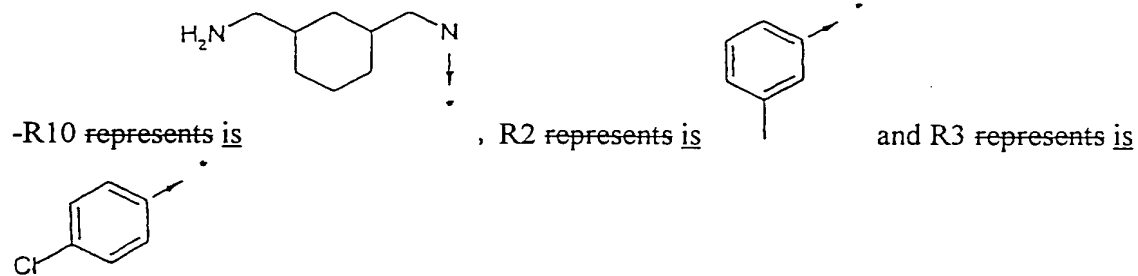 H₂N N
-R10 ~~represents~~ is , R2 ~~represents~~ is and R3 ~~represents~~ is
Cl